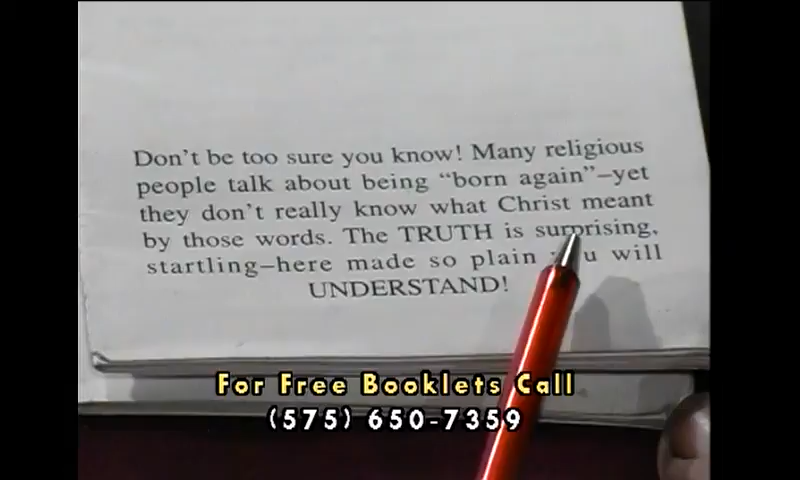 Don't be too sure you know! Many religious
people talk about being “born again”–yet
they don't really know what Christ meant
by those words. The TRUTH is surprising,
startling–here made so plain you will
UNDERSTAND!
For Free Booklets Call
(575) 650-7359